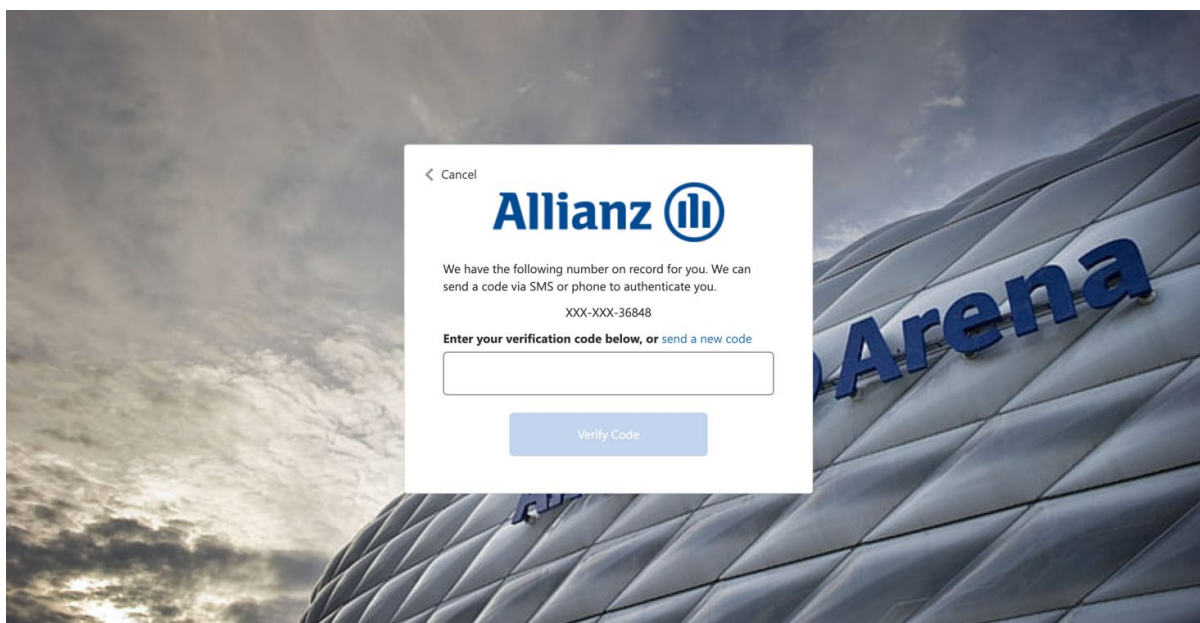 Cancel
Allianz
We have the following number on record for you. We can
send a code via SMS or phone to authenticate you.
XXX-XXX-36848
Enter your verification code below, or send a new code
Verify Code
Arena